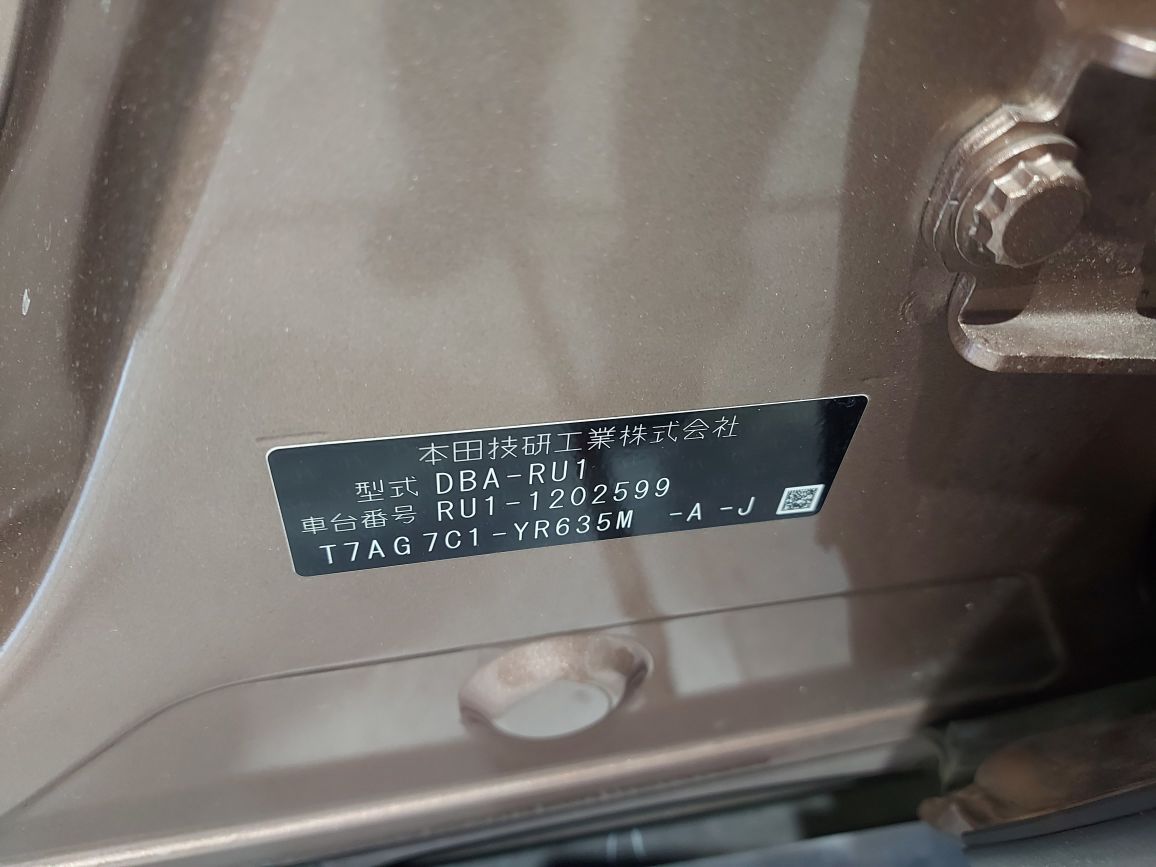 本田技研工業株式会社
型式 DBA-RU1
車台番号 RU1-1202599
T7AG7C1-YR635M -A-J